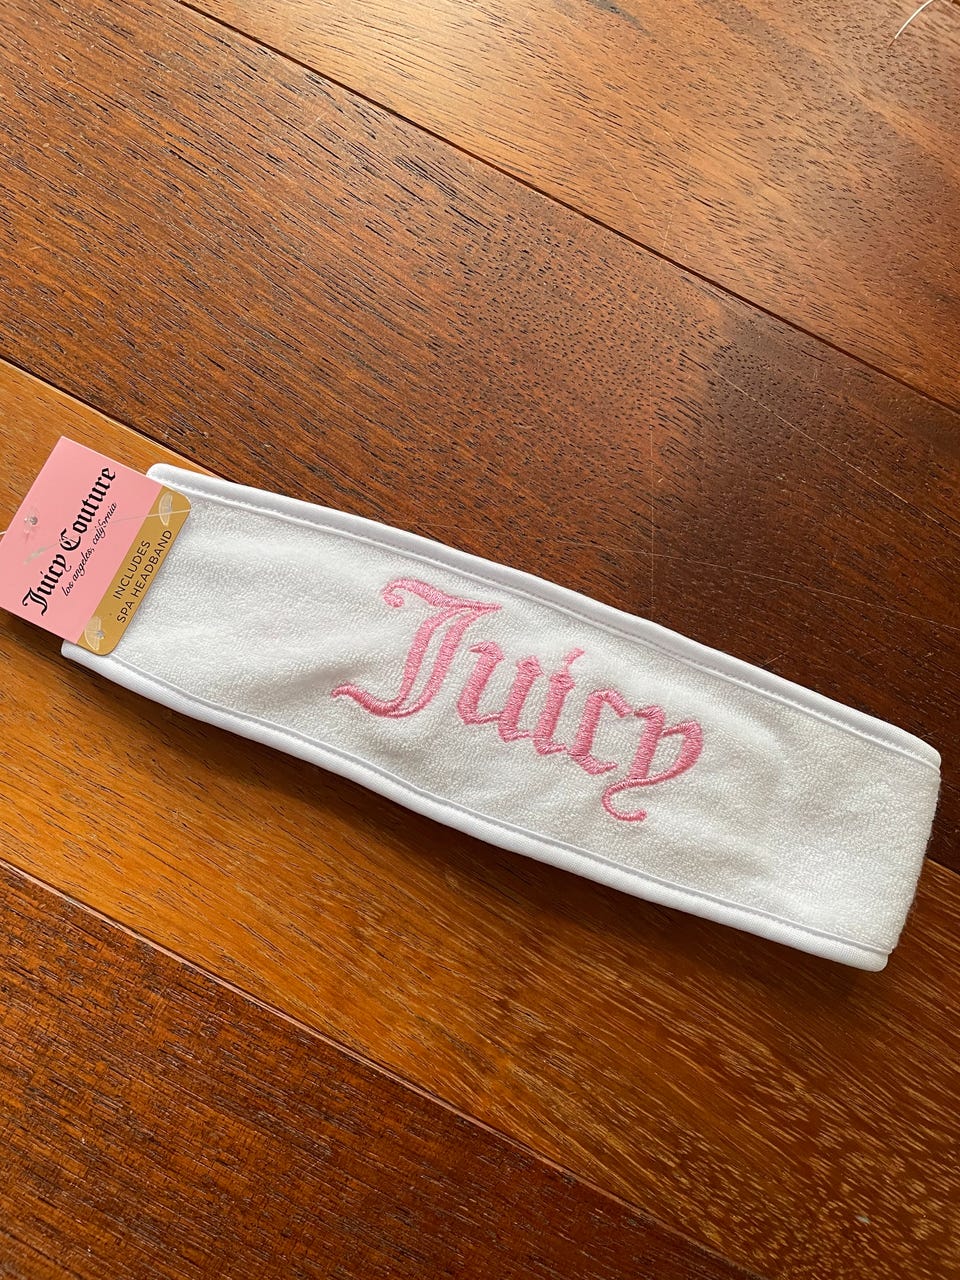 Juicy Couture
los angeles, california
INCLUDES
SPA HEADBAND
Juicy